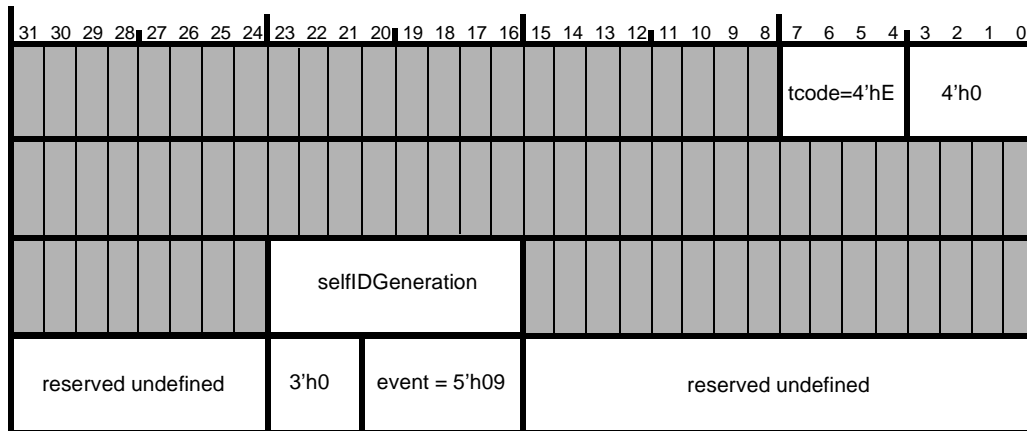 31 30 29 28 27 26 25 24 23 22 21 20 19 18 17 16 15 14 13 12 11 10 9 8 7 6 5 4 3 2 1 0
tcode=4'hE 4'h0
selfIDGeneration
reserved undefined 3'h0 event = 5'h09 reserved undefined